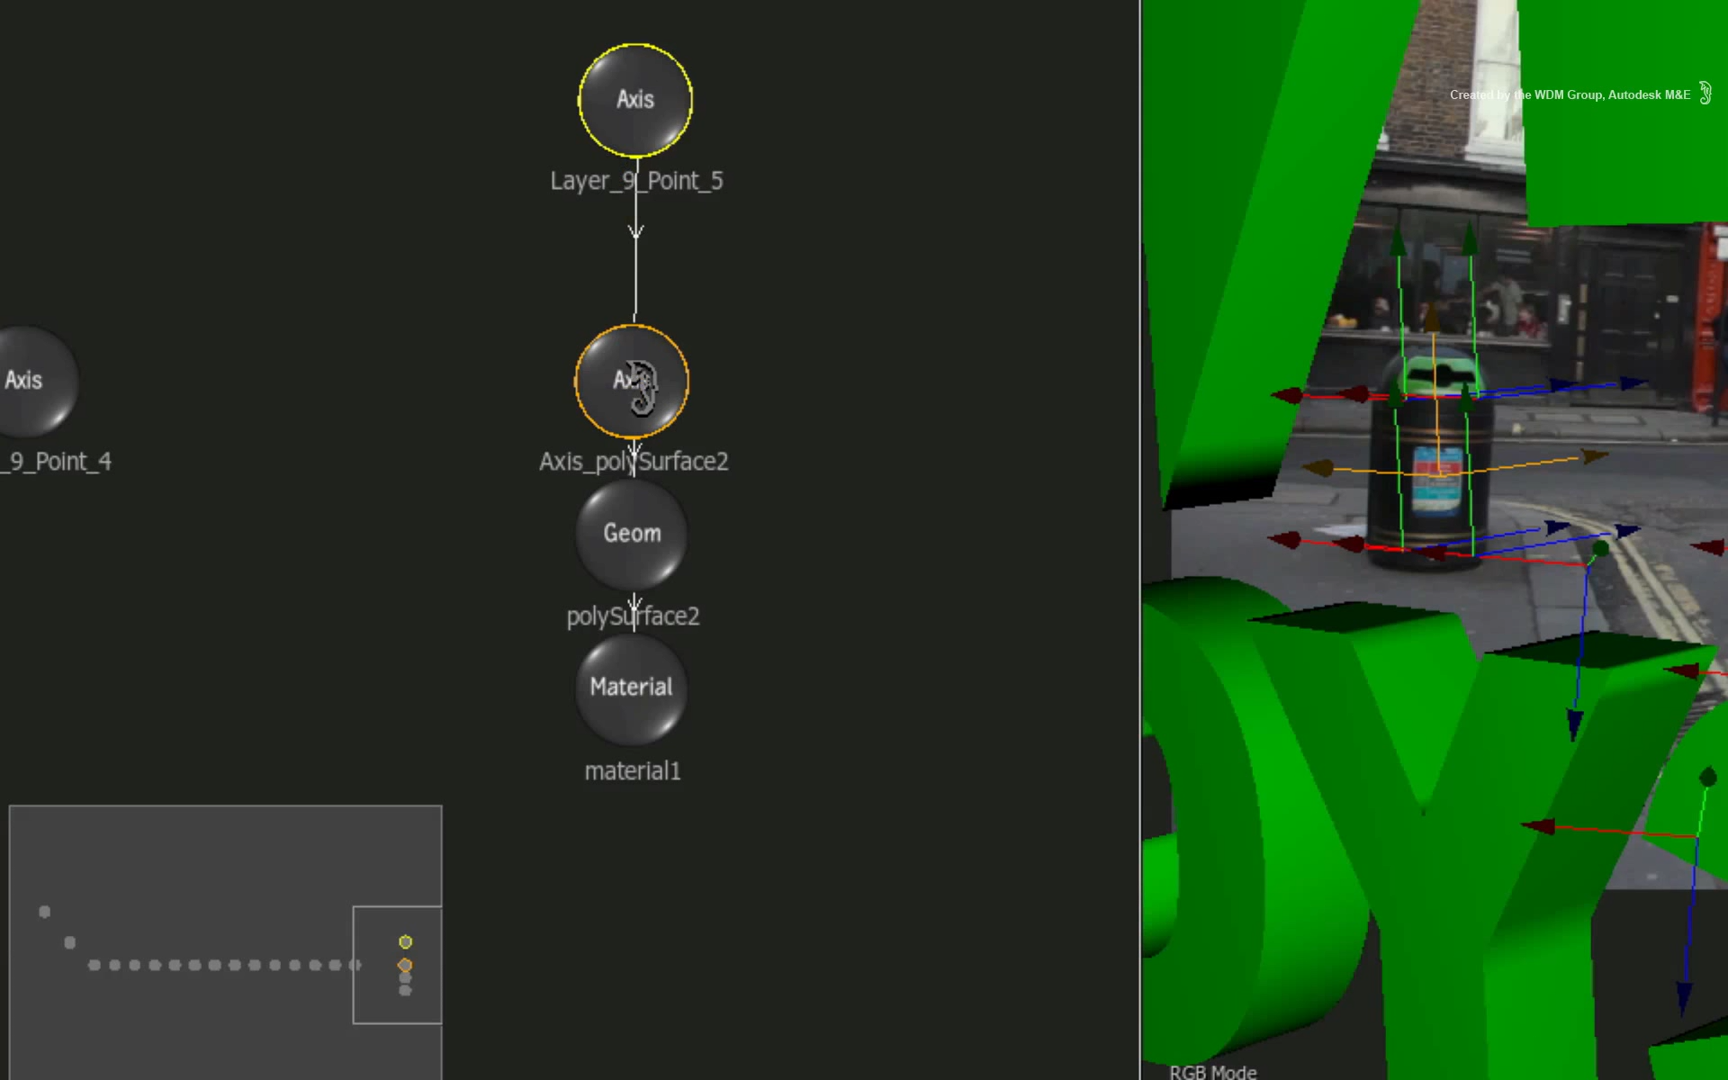 Axis
Layer_9_Point_5
Axis
_9_Point_4
Axis_polySurface2
Geom
polySurface2
Material
material1
Created by the WDM Group, Autodesk M&E
RGB Mode